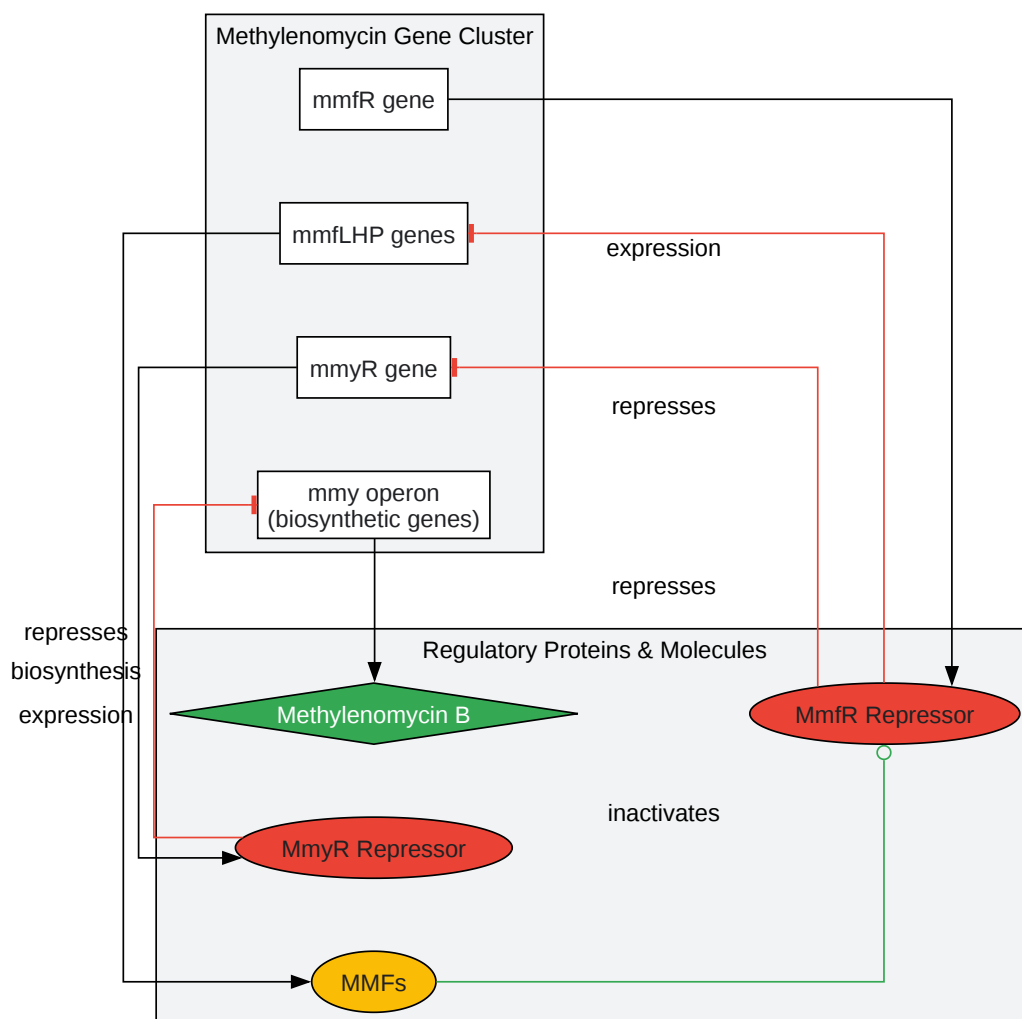 Methylenomycin Gene Cluster
mmfR gene
mmfLHP genes
expression
mmyR gene
represses
mmy operon
(biosynthetic genes)
represses
represses
biosynthesis
expression
Regulatory Proteins & Molecules
Methylenomycin B
MmfR Repressor
inactivates
MmyR Repressor
MMFs